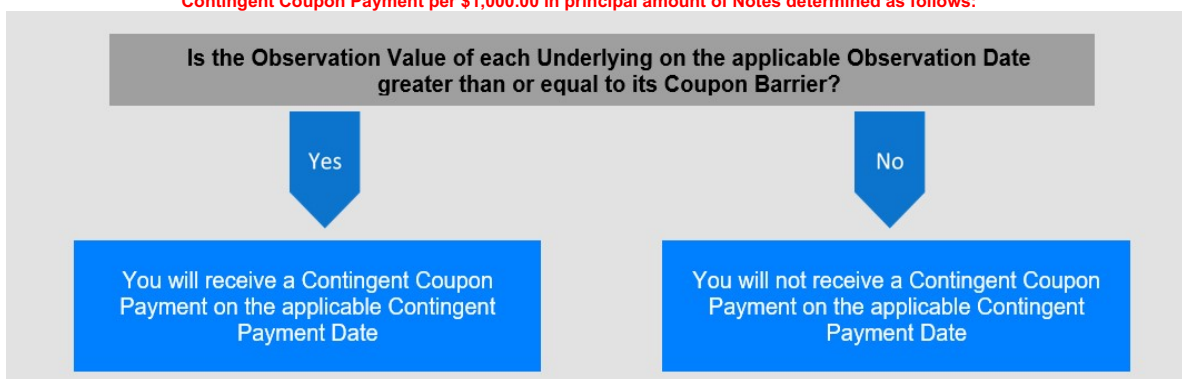 Contingent Coupon Payment per $1,000.00 in principal amount of Notes determined as follows:
Is the Observation Value of each Underlying on the applicable Observation Date
greater than or equal to its Coupon Barrier?
Yes
No
You will receive a Contingent Coupon
Payment on the applicable Contingent
Payment Date
You will not receive a Contingent Coupon
Payment on the applicable Contingent
Payment Date